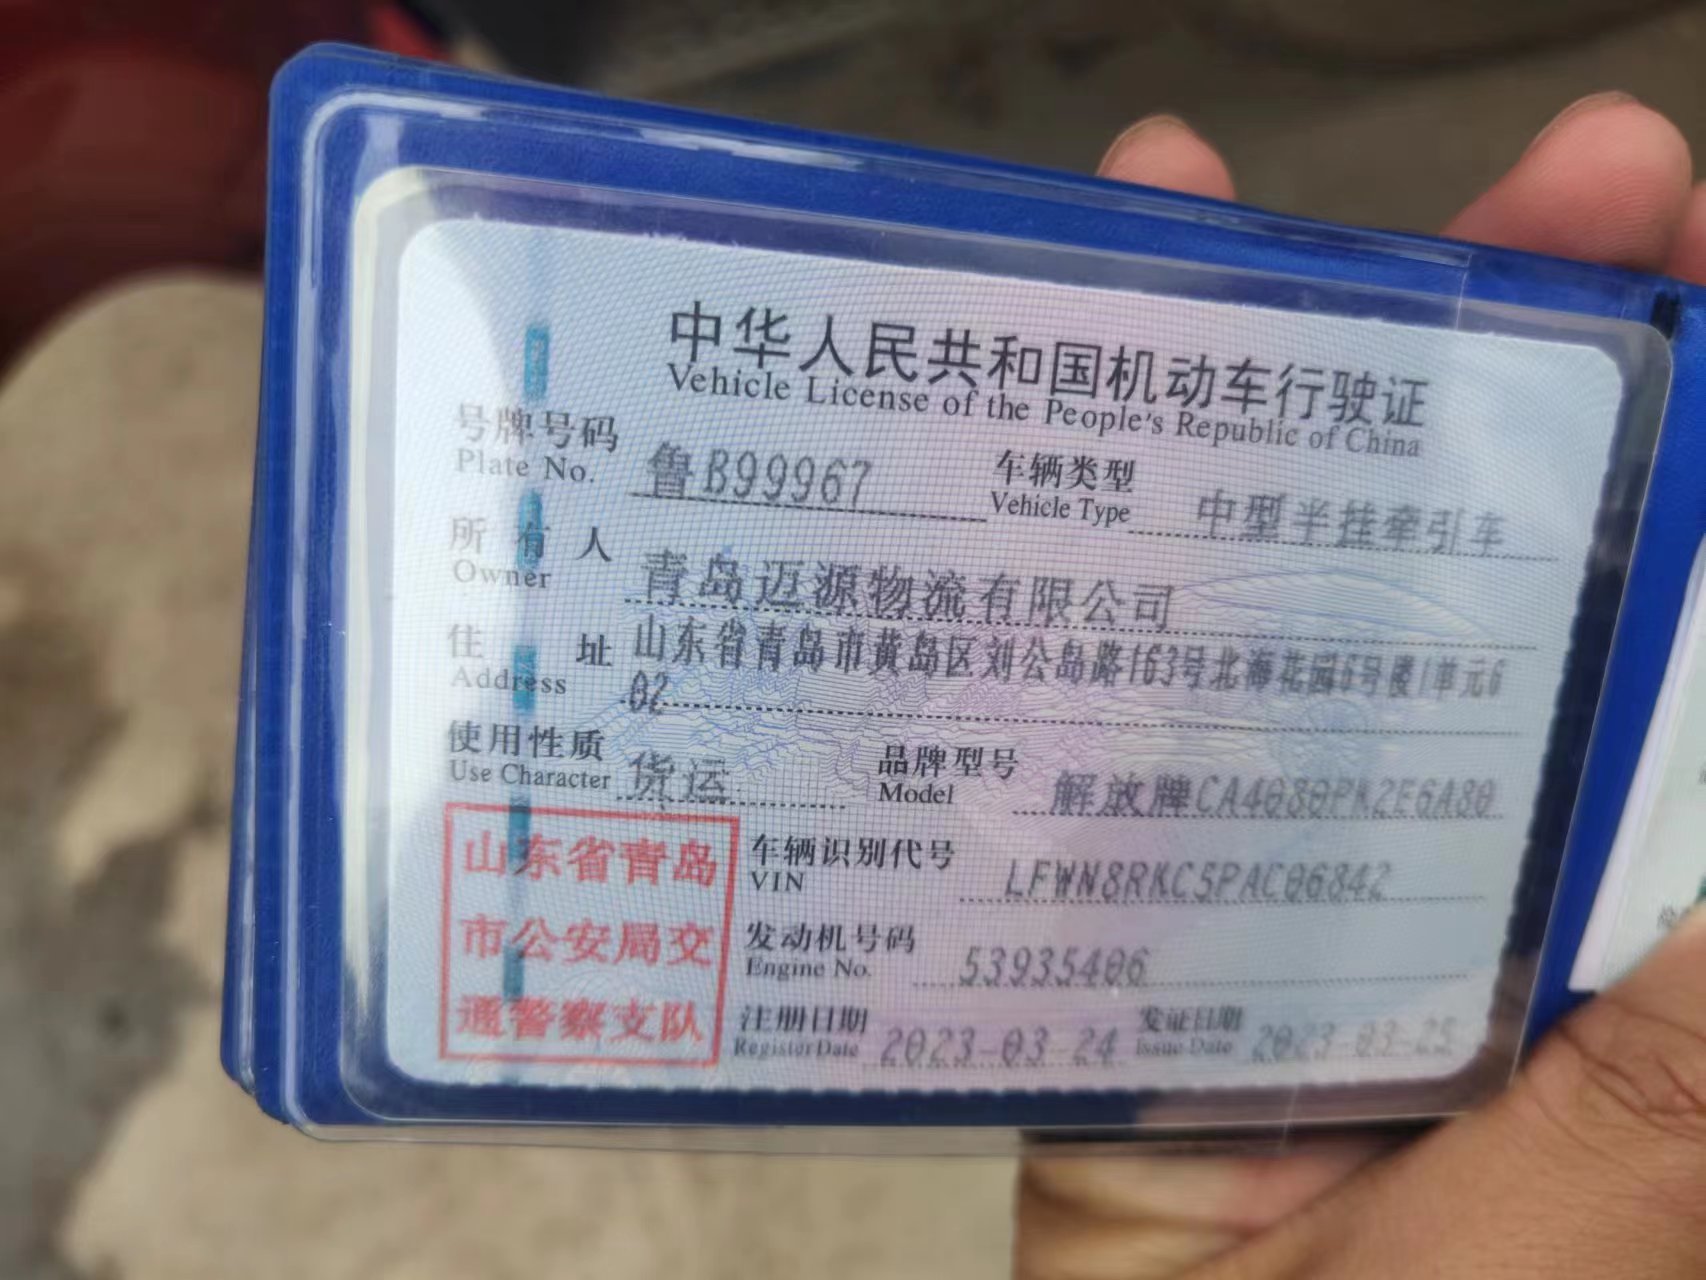 中华人民共和国机动车行驶证
Vehicle License of the People's Republic of China
号牌号码 鲁B99967 车辆类型 中型半挂牵引车
Plate No. Vehicle Type
所有人 青岛迈源物流有限公司
Owner
住址 山东省青岛市黄岛区刘公岛路163号北海花园6号楼1单元6
Address 02
使用性质 货运 品牌型号 解放牌CA4080PK2E6A80
Use Character Model
山东省青岛
市公安局交
通警察支队
车辆识别代号 LFWN8RKC5PAC06842
VIN
发动机号码 53935406
Engine No.
注册日期 2023-03-24 发证日期 2023-03-25
Register Date Issue Date